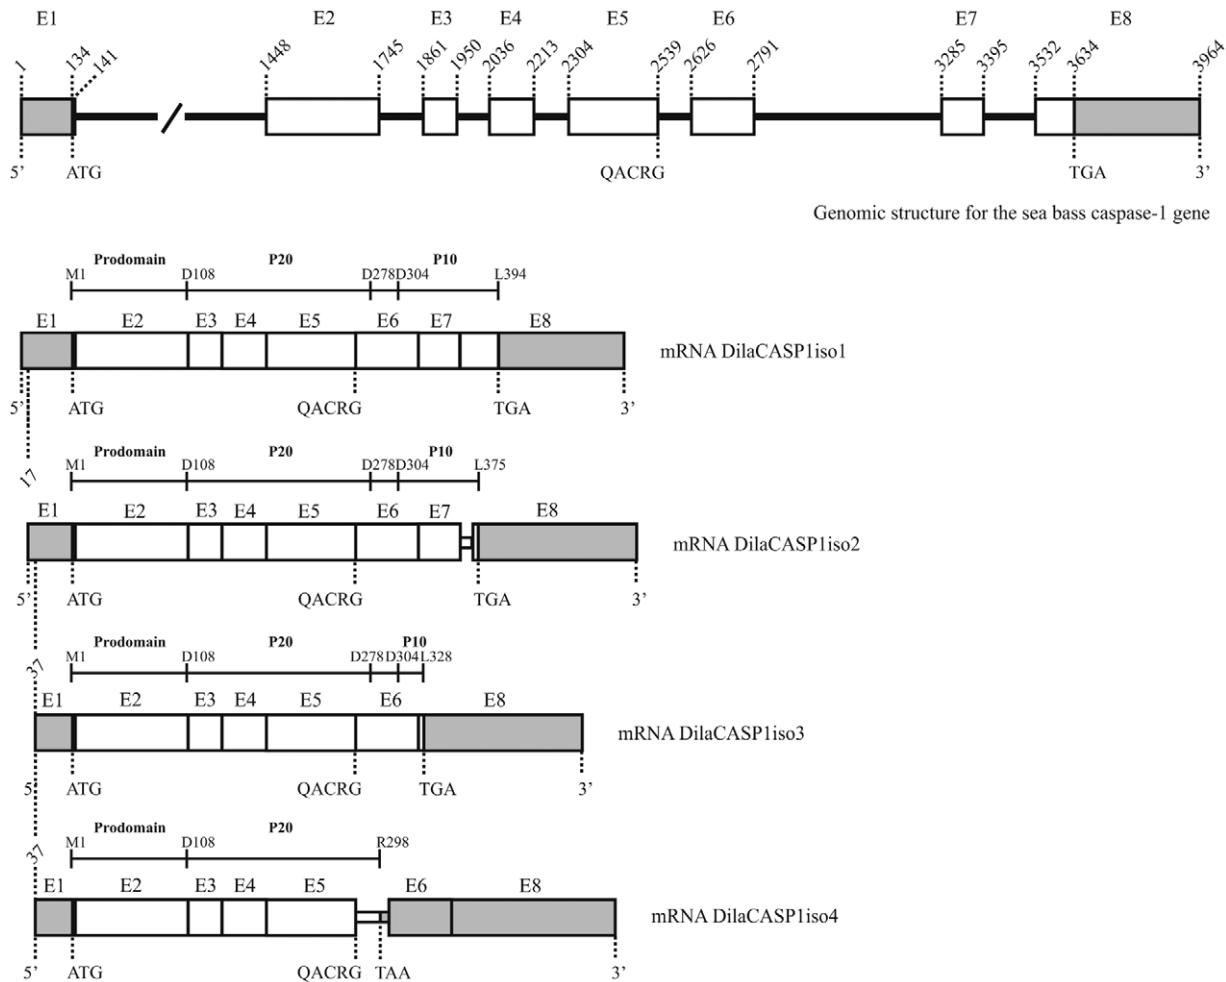 E1 E2 E3 E4 E5 E6 E7 E8
1 134 141 1448 1745 1861 1950 2036 2213 2304 2539 2626 2791 3285 3395 3532 3634 3964
5’ ATG QACRG TGA 3’
Genomic structure for the sea bass caspase-1 gene
Prodomain P20 P10
M1 D108 D278 D304 L394
E1 E2 E3 E4 E5 E6 E7 E8
mRNA DilaCASP1iso1
5’ ATG QACRG TGA 3’
17
Prodomain P20 P10
M1 D108 D278 D304 L375
E1 E2 E3 E4 E5 E6 E7 E8
mRNA DilaCASP1iso2
5’ ATG QACRG TGA 3’
37
Prodomain P20 P10
M1 D108 D278 D304 L328
E1 E2 E3 E4 E5 E6 E8
mRNA DilaCASP1iso3
5’ ATG QACRG TGA 3’
37
Prodomain P20
M1 D108 R298
E1 E2 E3 E4 E5 E6 E8
mRNA DilaCASP1iso4
5’ ATG QACRG TAA 3’